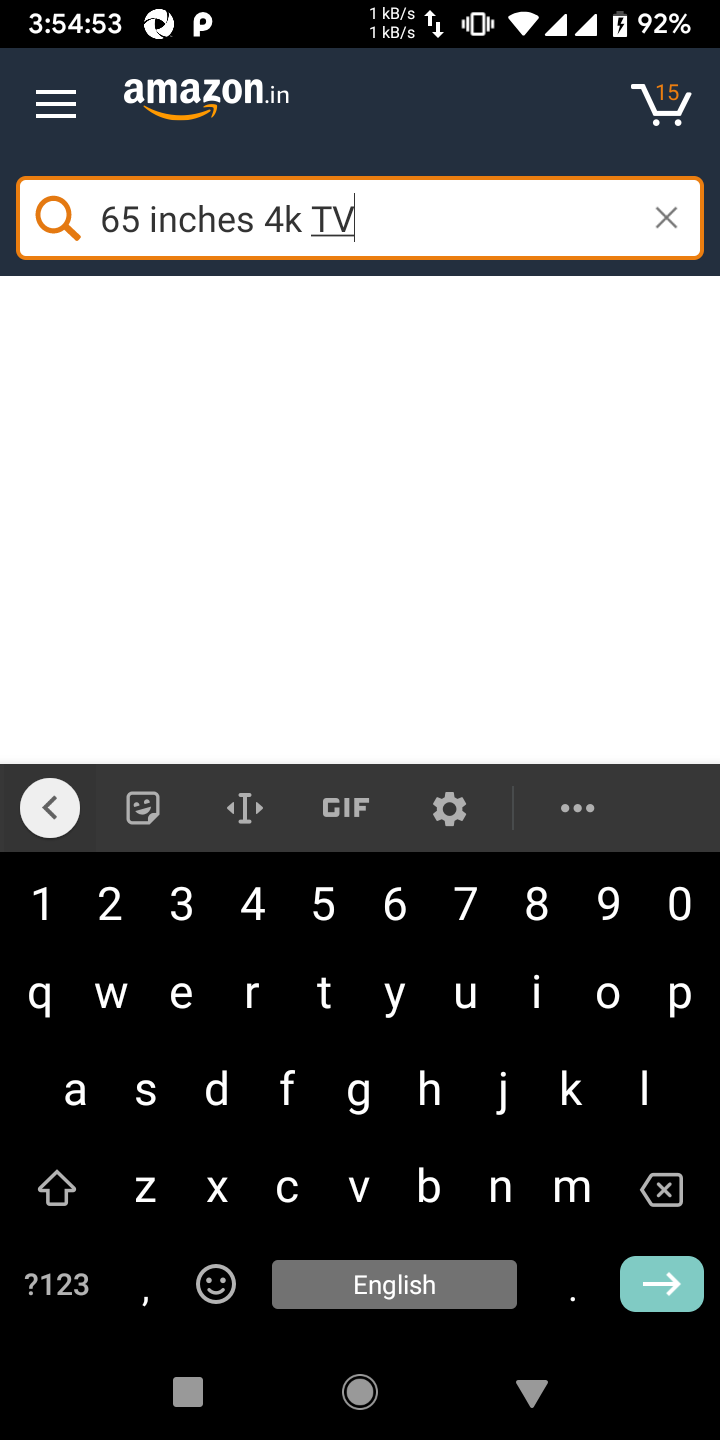 3:54:53
1 kB/s
1 kB/s
92%
amazon.in
15
65 inches 4k TV
GIF
1 2 3 4 5 6 7 8 9 0
q w e r t y u i o p
a s d f g h j k l
z x c v b n m
?123 , English .